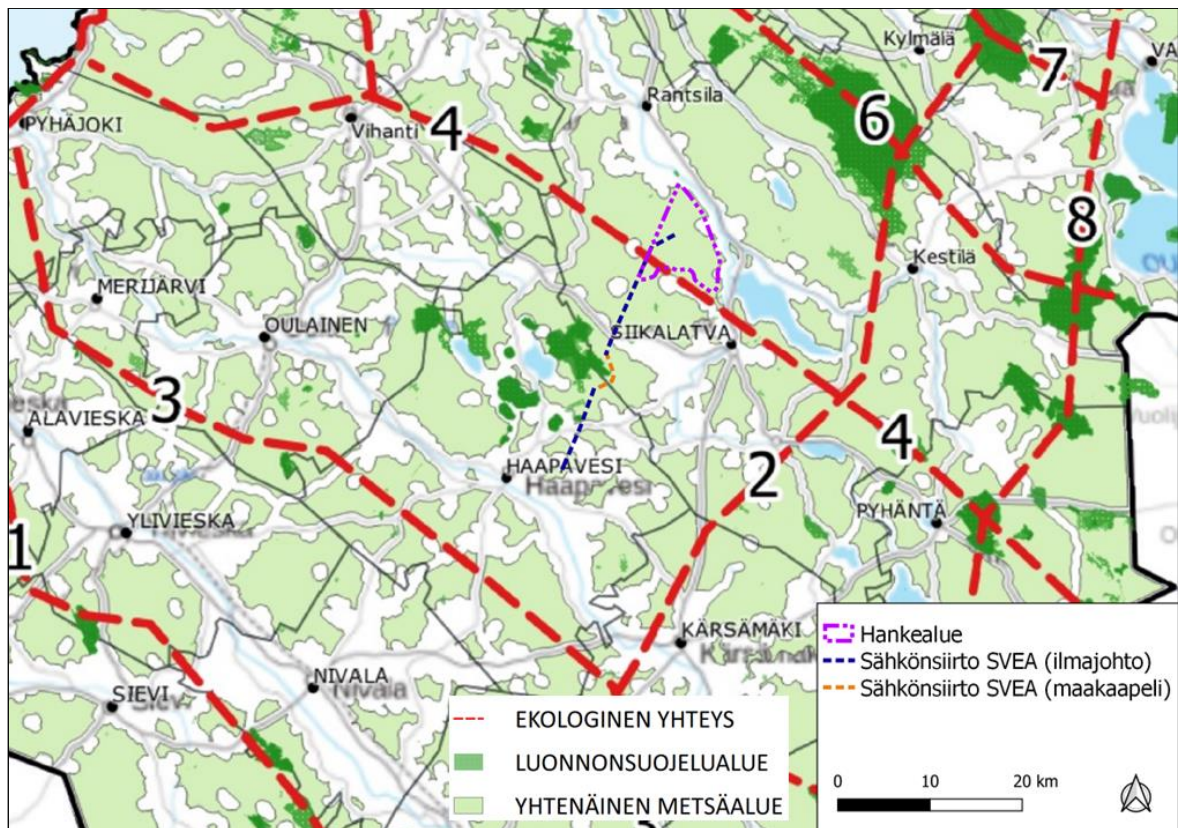 Kylmälä
7
VA
PYHÄJOKI
Vihanti
4
Rantsila
6
8
Kestilä
MERIJÄRVI
OULAINEN
SIIKALATVA
3
ALAVIESKA
HAAPAVESI
Haapavesi
2
4
PYHÄNTÄ
YLIVIESKA
1
KÄRSÄMÄKI
NIVALA
Nivala
SIEVI
EKOLOGINEN YHTEYS
LUONNONSUOJELUALUE
YHTENÄINEN METSÄALUE
Hankealue
Sähkönsiirto SVEA (ilmajohto)
Sähkönsiirto SVEA (maakaapeli)
0 10 20 km